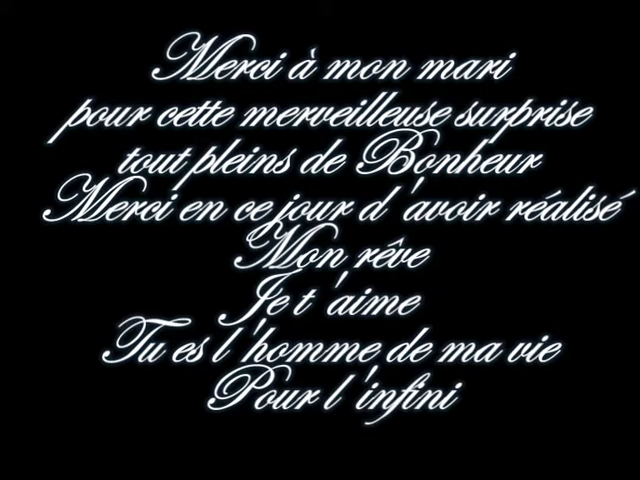 Merci à mon mari
pour cette merveilleuse surprise
tout pleins de Bonheur
Merci en ce jour d'avoir réalisé
Mon rêve
Je t'aime
Tu es l'homme de ma vie
Pour l'infini